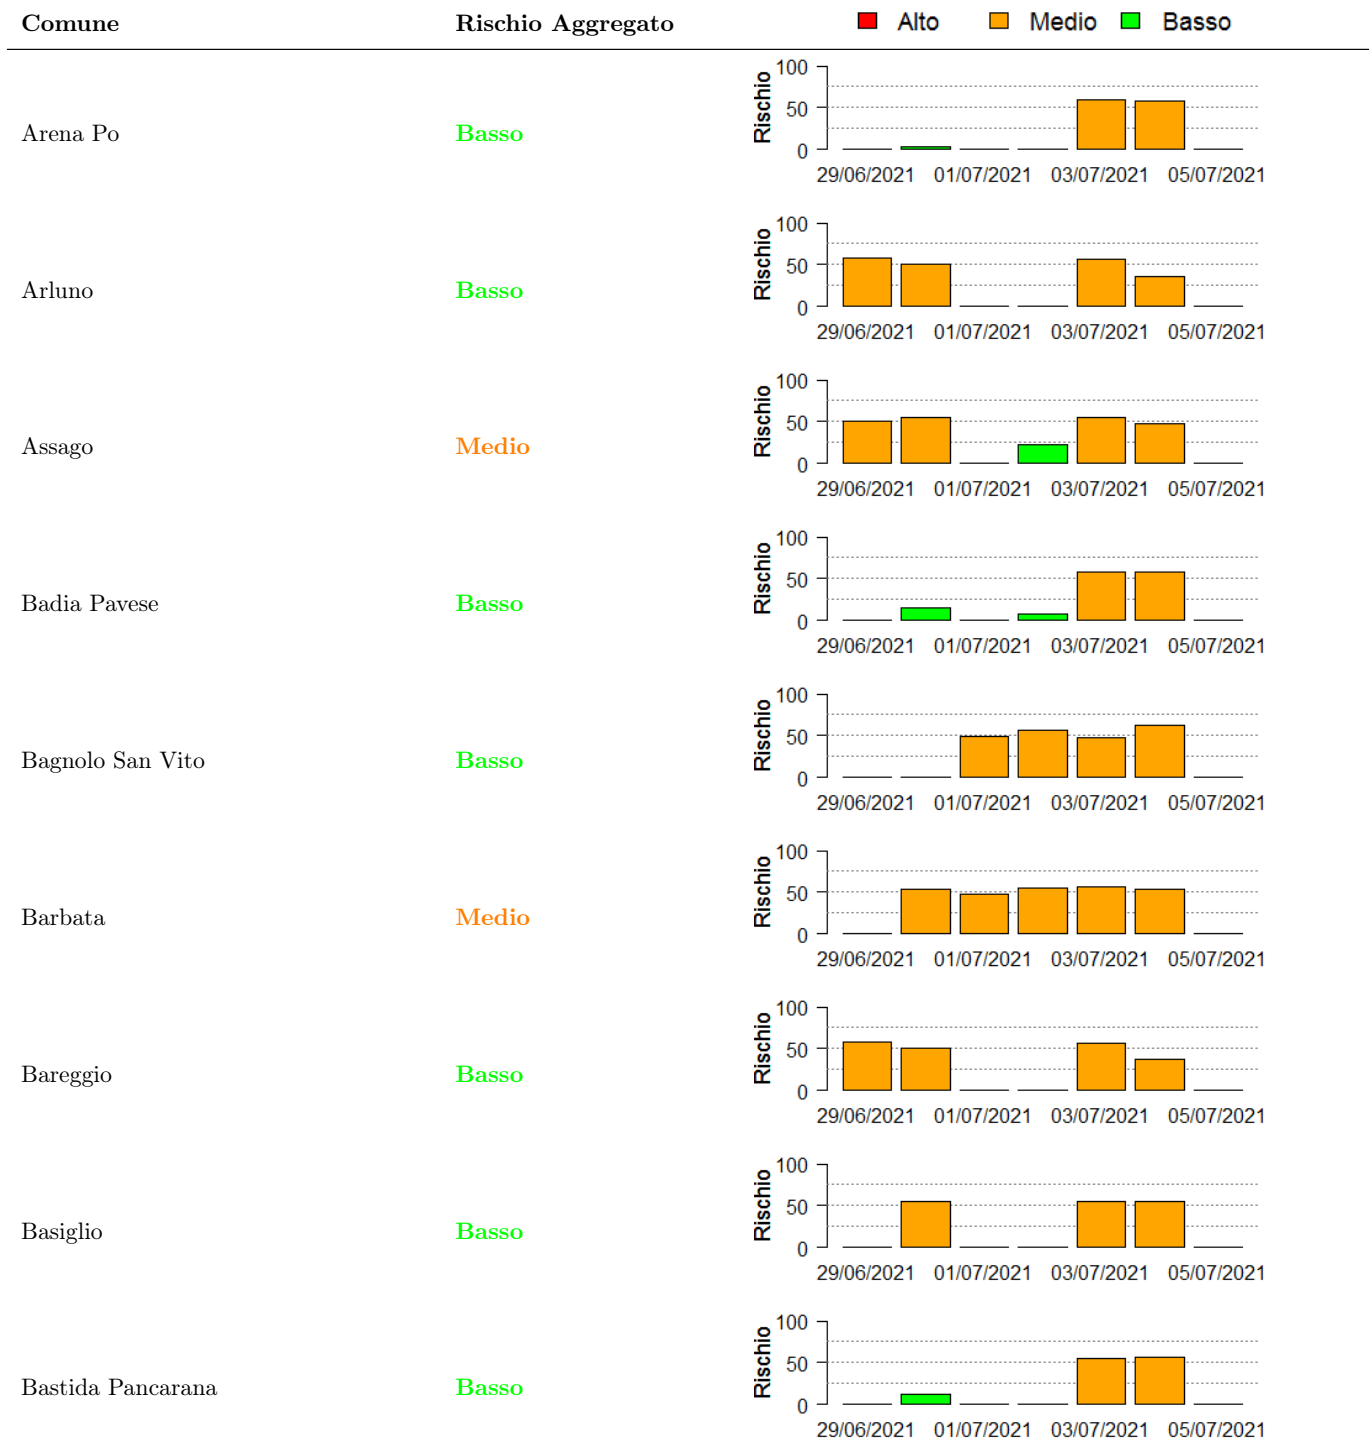 Comune Rischio Aggregato Alto Medio Basso
Arena Po Basso
Rischio
100
50
0
29/06/2021 01/07/2021 03/07/2021 05/07/2021
Arluno Basso
Rischio
100
50
0
29/06/2021 01/07/2021 03/07/2021 05/07/2021
Assago Medio
Rischio
100
50
0
29/06/2021 01/07/2021 03/07/2021 05/07/2021
Badia Pavese Basso
Rischio
100
50
0
29/06/2021 01/07/2021 03/07/2021 05/07/2021
Bagnolo San Vito Basso
Rischio
100
50
0
29/06/2021 01/07/2021 03/07/2021 05/07/2021
Barbata Medio
Rischio
100
50
0
29/06/2021 01/07/2021 03/07/2021 05/07/2021
Bareggio Basso
Rischio
100
50
0
29/06/2021 01/07/2021 03/07/2021 05/07/2021
Basiglio Basso
Rischio
100
50
0
29/06/2021 01/07/2021 03/07/2021 05/07/2021
Bastida Pancarana Basso
Rischio
100
50
0
29/06/2021 01/07/2021 03/07/2021 05/07/2021